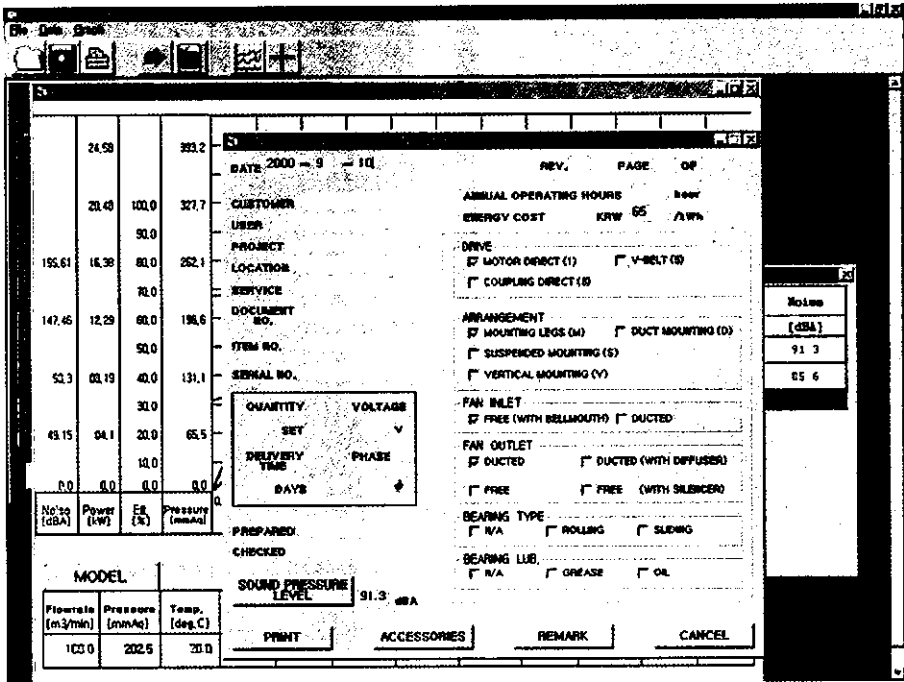 File Data Graph
24,58 393,2
20,48 100,0 327,7
90,0
196,61 16,38 80,0 262,1
70,0
147,46 12,29 60,0 196,6
50,0
40,0 131,1
30,0
49,15 20,0 65,5
10,0
0,0 0,0 0,0 0,0
Noise Power Eff. Pressure
[dBA] [kW] [%] [mmAq]
MODEL
Flowrate Pressure Temp.
[m3/min] [mmAq] [deg.C]
202.5 20.0
DATE 2000 - 9 - 10
REV. PAGE OF
CUSTOMER
USER
PROJECT
LOCATION
SERVICE
DOCUMENT
NO.
ITEM NO.
SERIAL NO.
QUANTITY VOLTAGE
SET V
DELIVERY PHASE
TIME
DAYS ϕ
PREPARED
CHECKED
SOUND PRESSURE
LEVEL 91.3 dBA
ANNUAL OPERATING HOURS hour
ENERGY COST KRW 65 /kWh
DRIVE
MOTOR DIRECT (1) V-BELT (5)
COUPLING DIRECT
ARRANGEMENT
MOUNTING LEGS (M) DUCT MOUNTING (D)
SUSPENDED MOUNTING (S)
VERTICAL MOUNTING (V)
FAN INLET
FREE (WITH BELLMOUTH) DUCTED
FAN OUTLET
DUCTED DUCTED (WITH DIFFUSER)
FREE FREE (WITH SILENCER)
BEARING TYPE
N/A ROLLING SLIDING
BEARING LUB.
N/A GREASE OIL
PRINT ACCESSORIES REMARK CANCEL
Noise
[dBA]
91 3
85 6